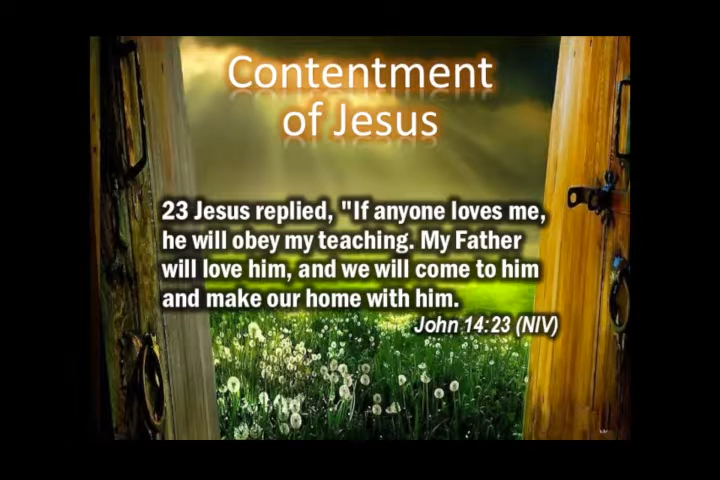 Contentment
of Jesus
23 Jesus replied, "If anyone loves me,
he will obey my teaching. My Father
will love him, and we will come to him
and make our home with him.
John 14:23 (NIV)